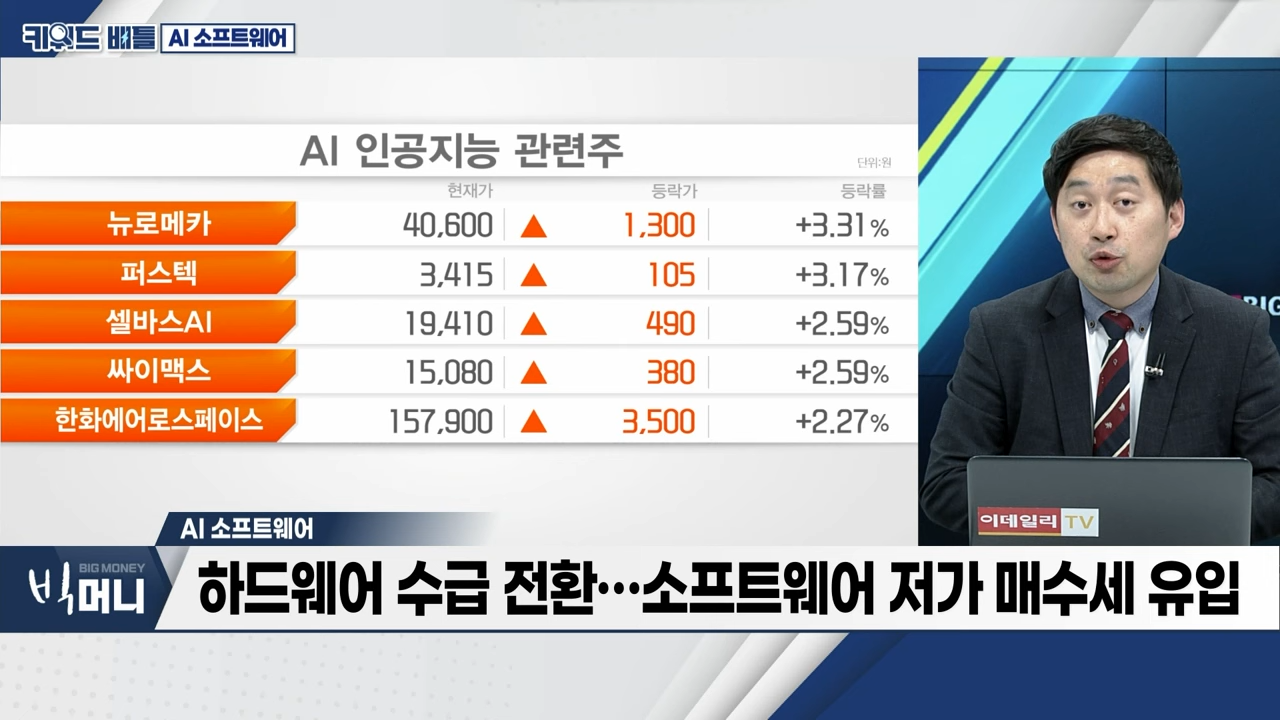 키워드 배틀 AI 소프트웨어
AI 인공지능 관련주
단위:원
현재가 등락가 등락률
뉴로메카 40,600 ▲ 1,300 +3.31%
퍼스텍 3,415 ▲ 105 +3.17%
셀바스AI 19,410 ▲ 490 +2.59%
싸이맥스 15,080 ▲ 380 +2.59%
한화에어로스페이스 157,900 ▲ 3,500 +2.27%
BIG
이데일리 TV
AI 소프트웨어
BIG MONEY
빅머니
하드웨어 수급 전환…소프트웨어 저가 매수세 유입